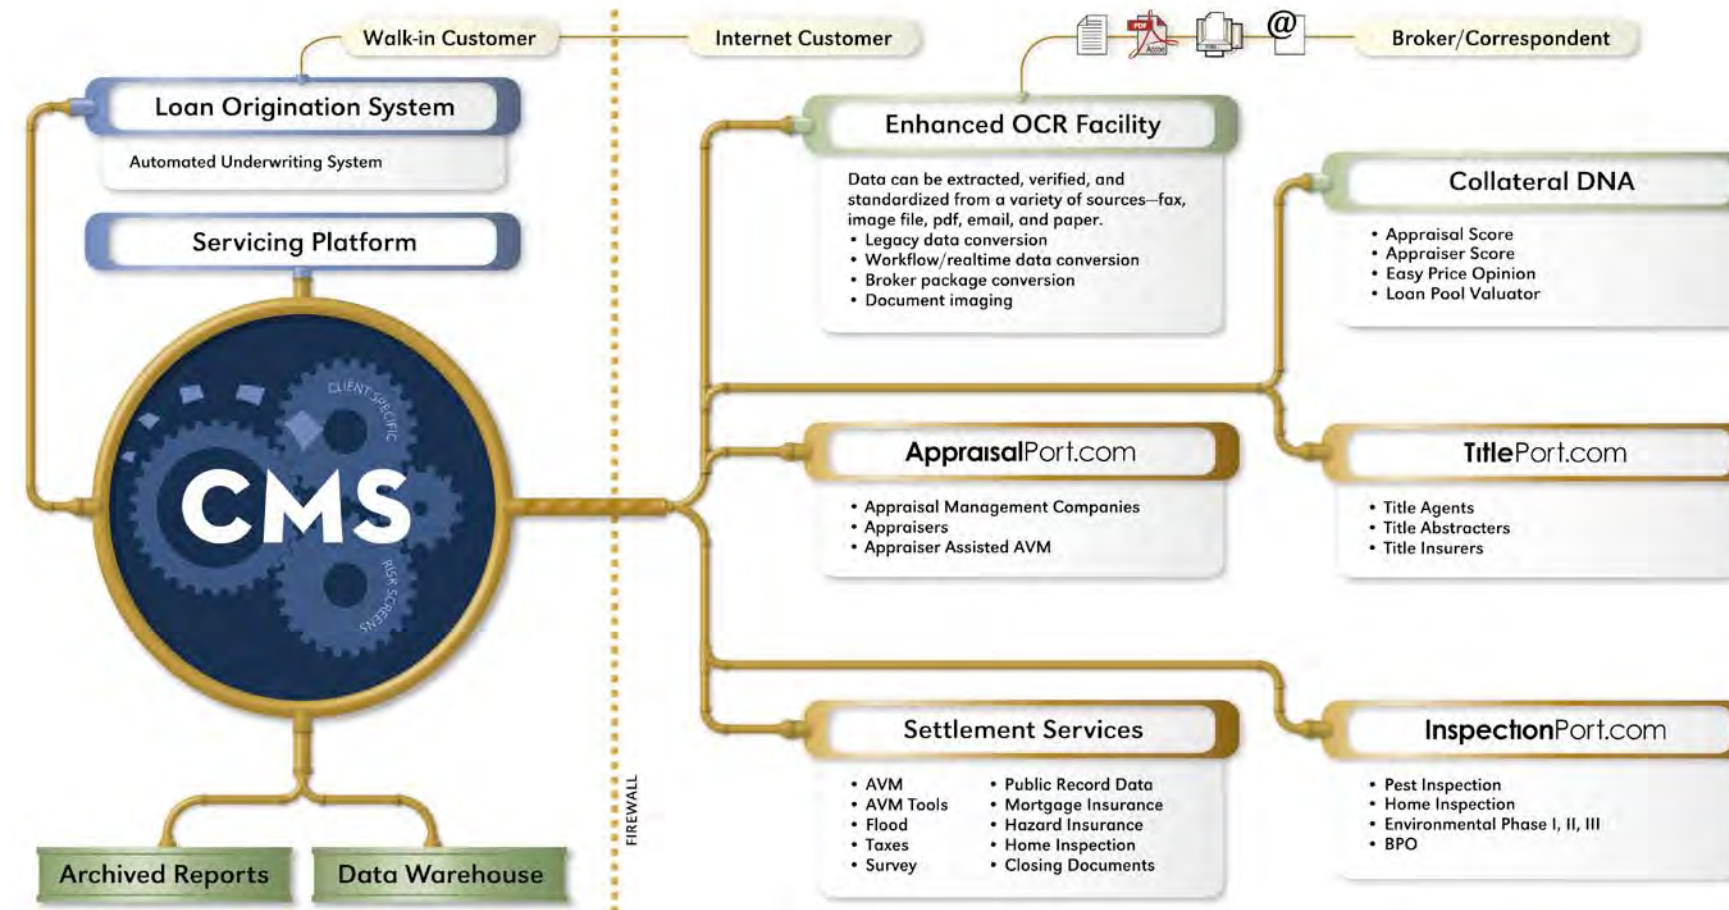 Walk-in Customer
Internet Customer
PDF
@
Broker/Correspondent
Loan Origination System
Automated Underwriting System
Servicing Platform
CLIENT SPECIFIC
CMS
RISK SCREENS
Archived Reports
Data Warehouse
FIREWALL
Enhanced OCR Facility
Data can be extracted, verified, and
standardized from a variety of sources—fax,
image file, pdf, email, and paper.
• Legacy data conversion
• Workflow/realtime data conversion
• Broker package conversion
• Document imaging
Collateral DNA
• Appraisal Score
• Appraiser Score
• Easy Price Opinion
• Loan Pool Valuator
AppraisalPort.com
• Appraisal Management Companies
• Appraisers
• Appraiser Assisted AVM
TitlePort.com
• Title Agents
• Title Abstracters
• Title Insurers
Settlement Services
• AVM
• AVM Tools
• Flood
• Taxes
• Survey
• Public Record Data
• Mortgage Insurance
• Hazard Insurance
• Home Inspection
• Closing Documents
InspectionPort.com
• Pest Inspection
• Home Inspection
• Environmental Phase I, II, III
• BPO